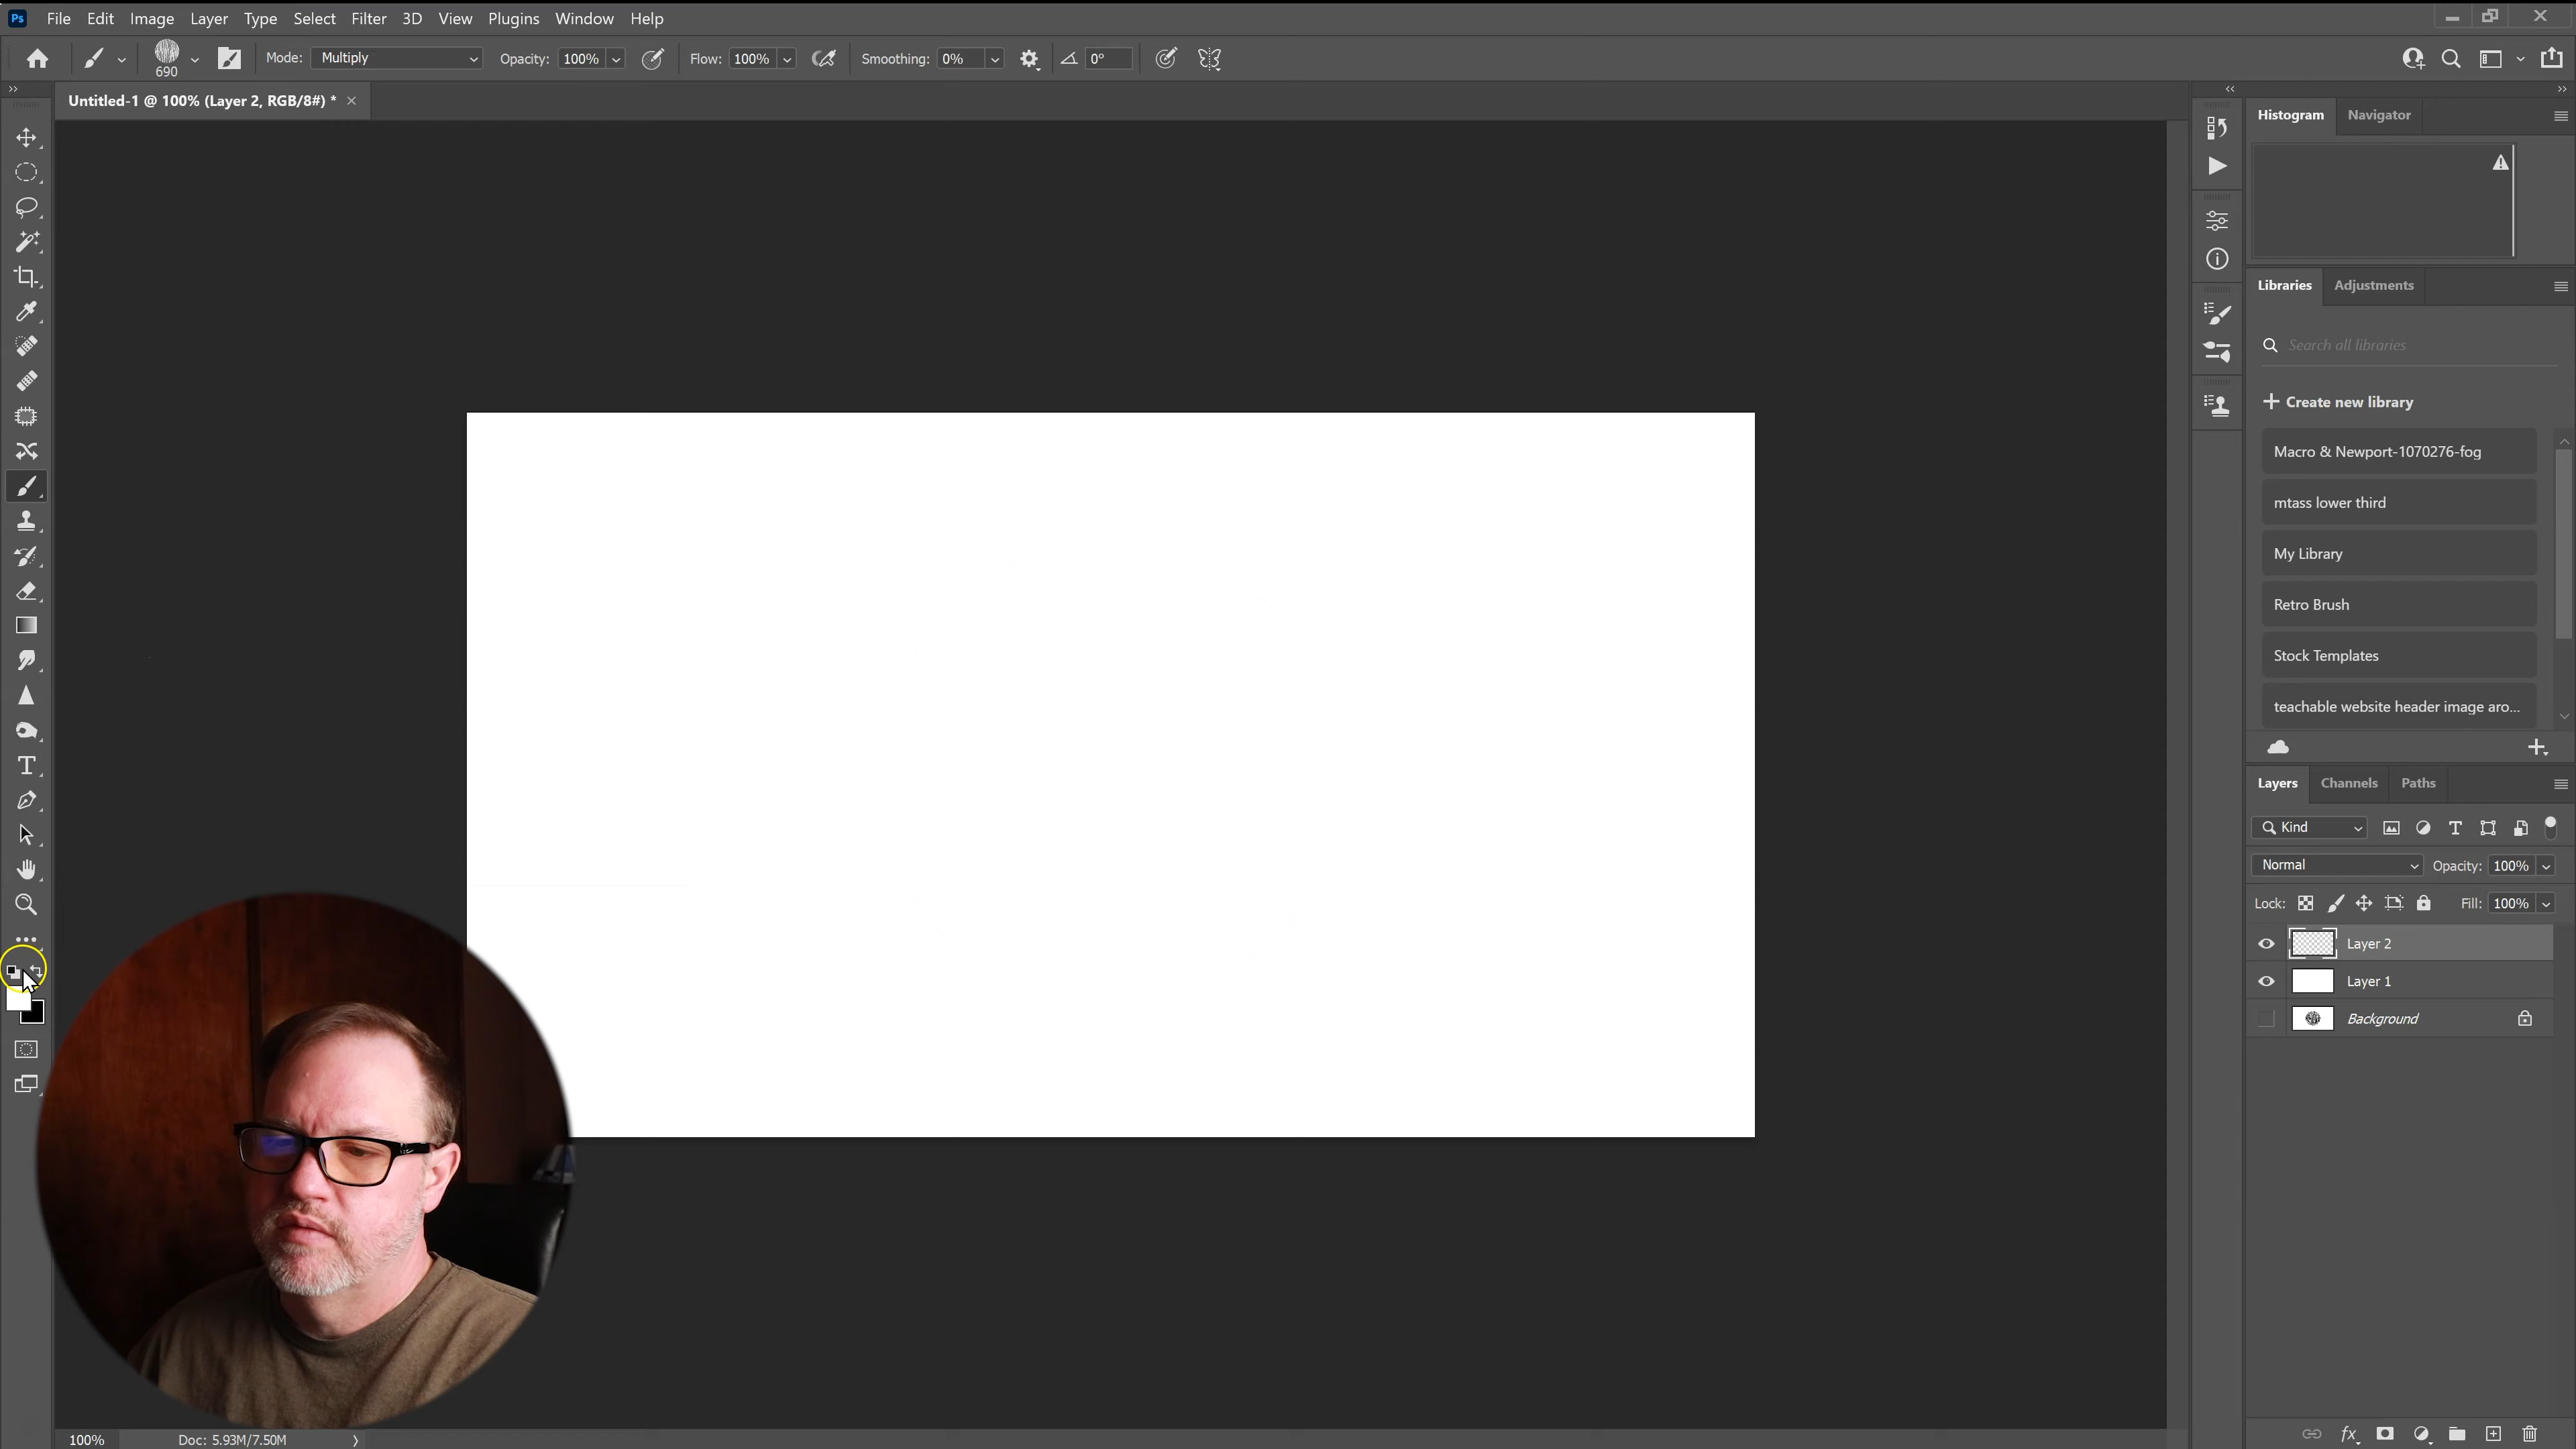 Ps File Edit Image Layer Type Select Filter 3D View Plugins Window Help
690 Mode: Multiply Opacity: 100% Flow: 100% Smoothing: 0% 0°
Untitled-1 @ 100% (Layer 2, RGB/8#) *
Histogram Navigator
Libraries Adjustments
Search all libraries
Create new library
Macro & Newport-1070276-fog
mtass lower third
My Library
Retro Brush
Stock Templates
teachable website header image aro...
Layers Channels Paths
Kind
Normal Opacity: 100%
Lock: Fill: 100%
Layer 2
Layer 1
Background
fx
100% Doc: 5.93M/7.50M